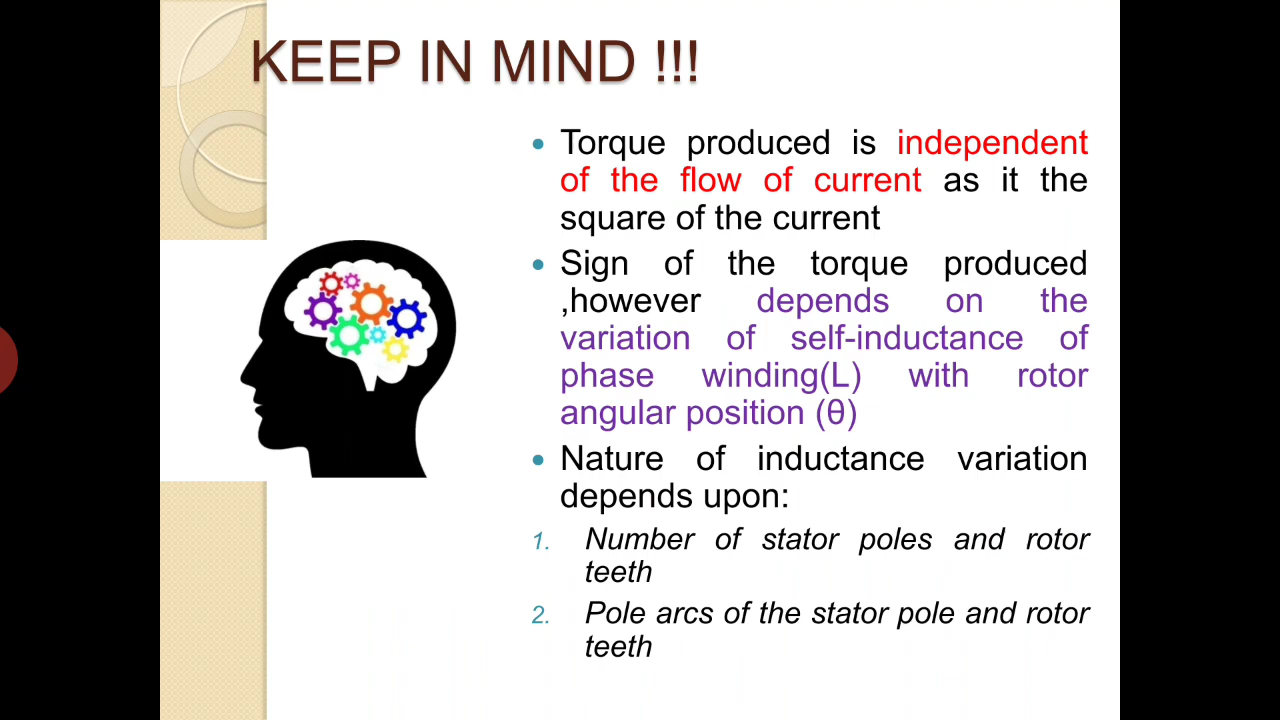 KEEP IN MIND !!!
• Torque produced is independent
of the flow of current as it the
square of the current
• Sign of the torque produced
,however depends on the
variation of self-inductance of
phase winding(L) with rotor
angular position (θ)
• Nature of inductance variation
depends upon:
1. Number of stator poles and rotor
teeth
2. Pole arcs of the stator pole and rotor
teeth